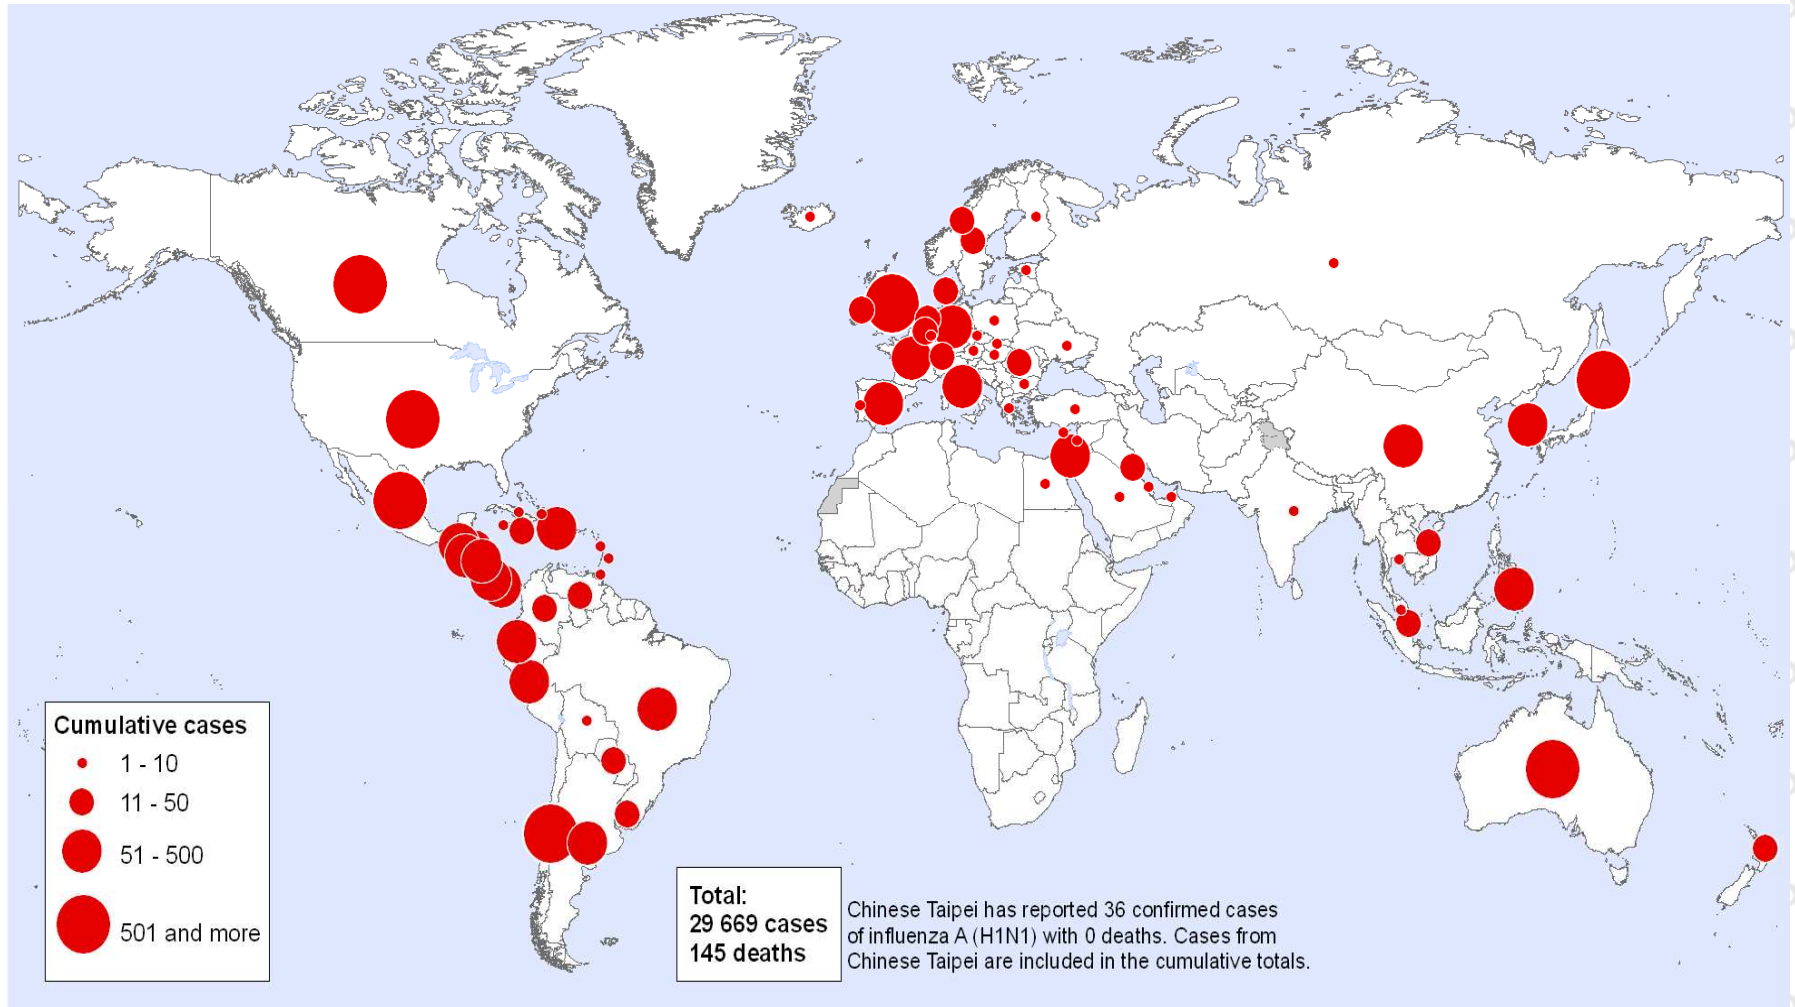 Cumulative cases
1 - 10
11 - 50
51 - 500
501 and more
Total:
29 669 cases
145 deaths
Chinese Taipei has reported 36 confirmed cases
of influenza A (H1N1) with 0 deaths. Cases from
Chinese Taipei are included in the cumulative totals.